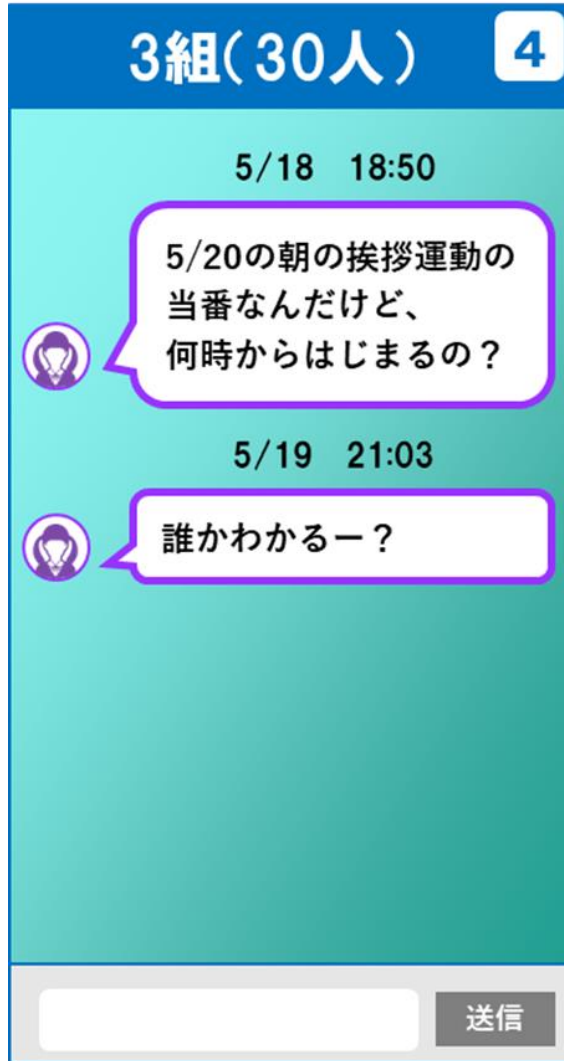 3組(30人)
4
5/18 18:50
5/20の朝の挨拶運動の
当番なんだけど、
何時からはじまるの？
5/19 21:03
誰かわかるー？
送信